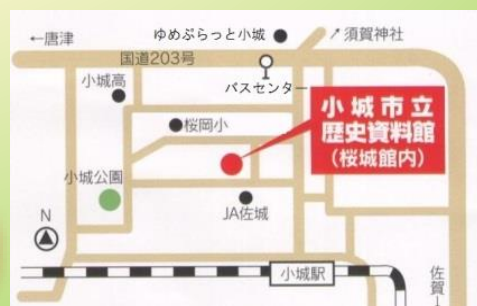 ゆめぷらっと小城
↗須賀神社
←唐津
国道203号
バスセンター
小城高
桜岡小
小城市立
歴史資料館
(桜城館内)
小城公園
JA佐城
N
小城駅
佐賀→